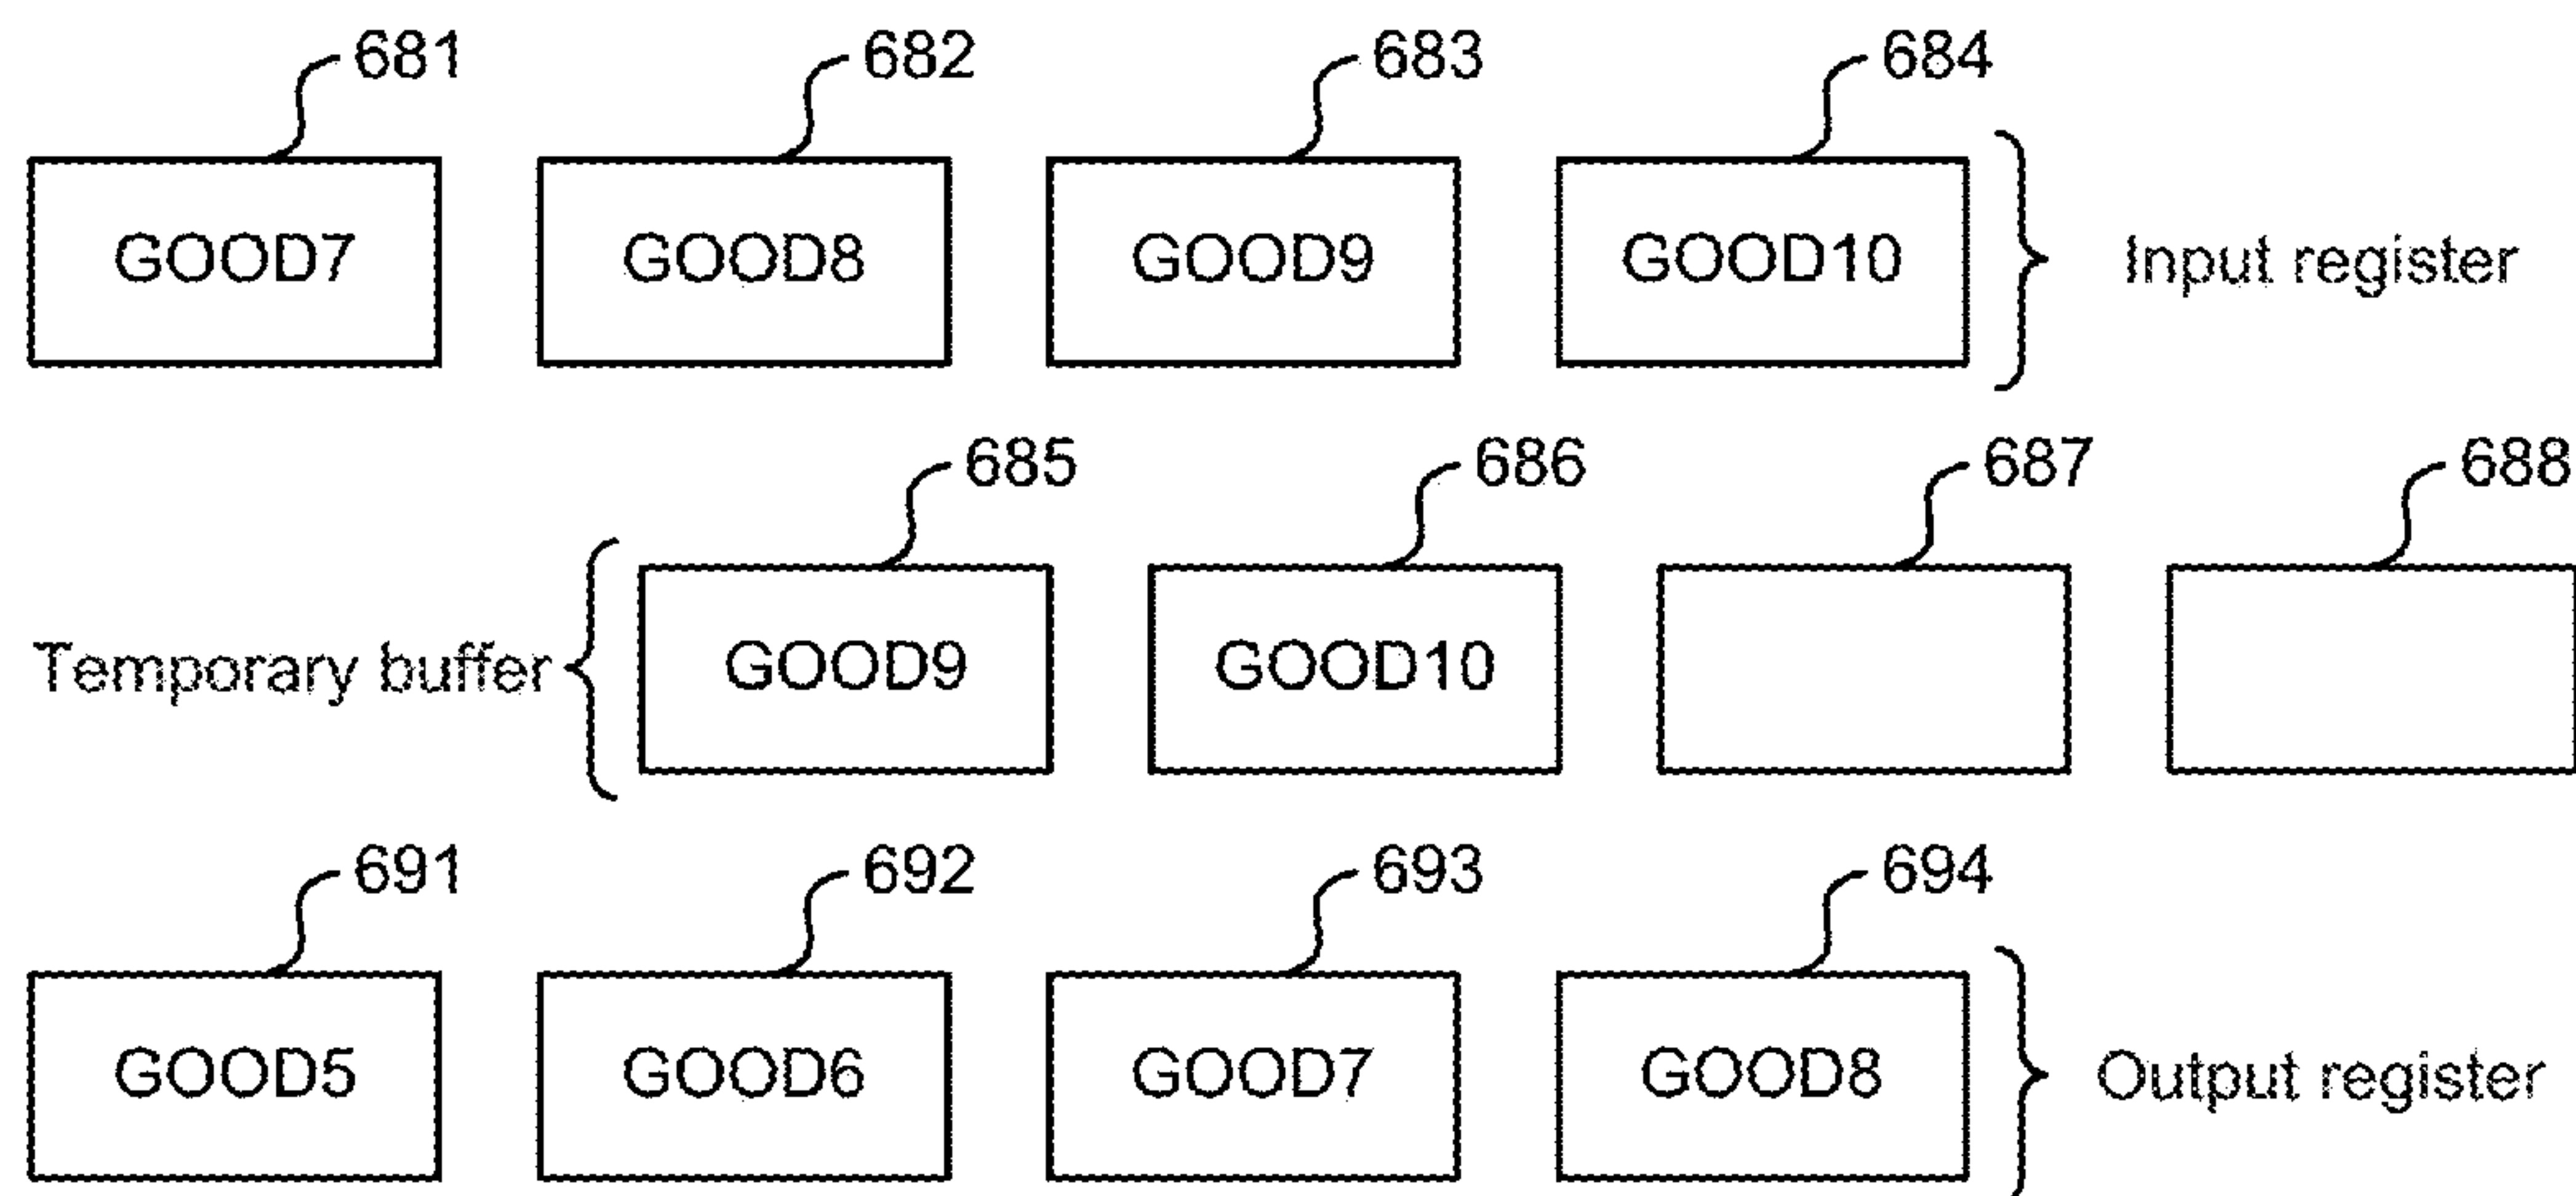 681 682 683 684
GOOD7 GOOD8 GOOD9 GOOD10 Input register
685 686 687 688
Temporary buffer GOOD9 GOOD10
691 692 693 694
GOOD5 GOOD6 GOOD7 GOOD8 Output register